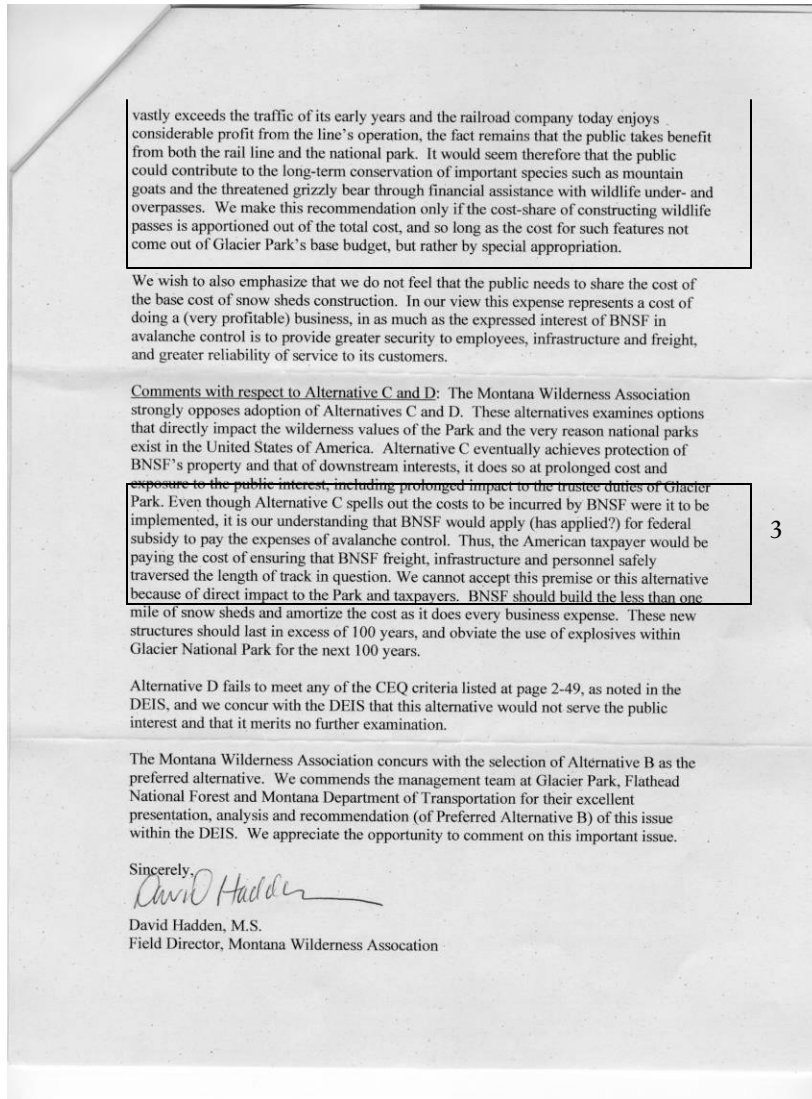 vastly exceeds the traffic of its early years and the railroad company today enjoys
considerable profit from the line's operation, the fact remains that the public takes benefit
from both the rail line and the national park. It would seem therefore that the public
could contribute to the long-term conservation of important species such as mountain
goats and the threatened grizzly bear through financial assistance with wildlife under- and
overpasses. We make this recommendation only if the cost-share of constructing wildlife
passes is apportioned out of the total cost, and so long as the cost for such features not
come out of Glacier Park's base budget, but rather by special appropriation.
We wish to also emphasize that we do not feel that the public needs to share the cost of
the base cost of snow sheds construction. In our view this expense represents a cost of
doing a (very profitable) business, in as much as the expressed interest of BNSF in
avalanche control is to provide greater security to employees, infrastructure and freight,
and greater reliability of service to its customers.
Comments with respect to Alternative C and D: The Montana Wilderness Association
strongly opposes adoption of Alternatives C and D. These alternatives examines options
that directly impact the wilderness values of the Park and the very reason national parks
exist in the United States of America. Alternative C eventually achieves protection of
BNSF's property and that of downstream interests, it does so at prolonged cost and
exposure to the public interest, including prolonged impact to the trustee duties of Glacier
Park. Even though Alternative C spells out the costs to be incurred by BNSF were it to be
implemented, it is our understanding that BNSF would apply (has applied?) for federal
subsidy to pay the expenses of avalanche control. Thus, the American taxpayer would be
paying the cost of ensuring that BNSF freight, infrastructure and personnel safely
traversed the length of track in question. We cannot accept this premise or this alternative
because of direct impact to the Park and taxpayers. BNSF should build the less than one
mile of snow sheds and amortize the cost as it does every business expense. These new
structures should last in excess of 100 years, and obviate the use of explosives within
Glacier National Park for the next 100 years.
3
Alternative D fails to meet any of the CEQ criteria listed at page 2-49, as noted in the
DEIS, and we concur with the DEIS that this alternative would not serve the public
interest and that it merits no further examination.
The Montana Wilderness Association concurs with the selection of Alternative B as the
preferred alternative. We commends the management team at Glacier Park, Flathead
National Forest and Montana Department of Transportation for their excellent
presentation, analysis and recommendation (of Preferred Alternative B) of this issue
within the DEIS. We appreciate the opportunity to comment on this important issue.
Sincerely,
David Hadden
David Hadden, M.S.
Field Director, Montana Wilderness Assocation